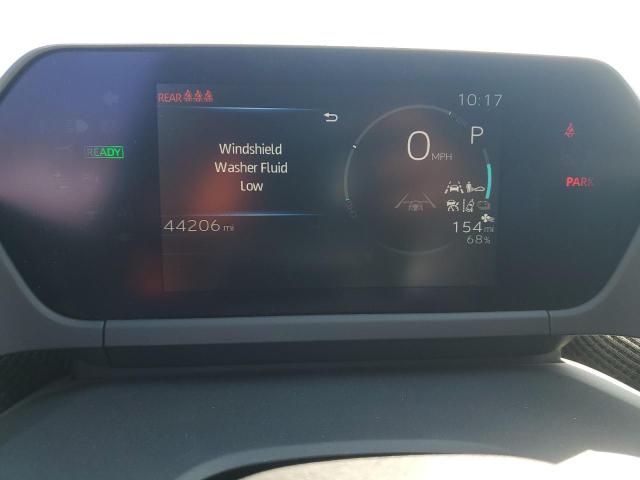 REAR
10:17
READY
Windshield
Washer Fluid
Low
P
0 MPH
PARK
44206 mi
154 mi
68%